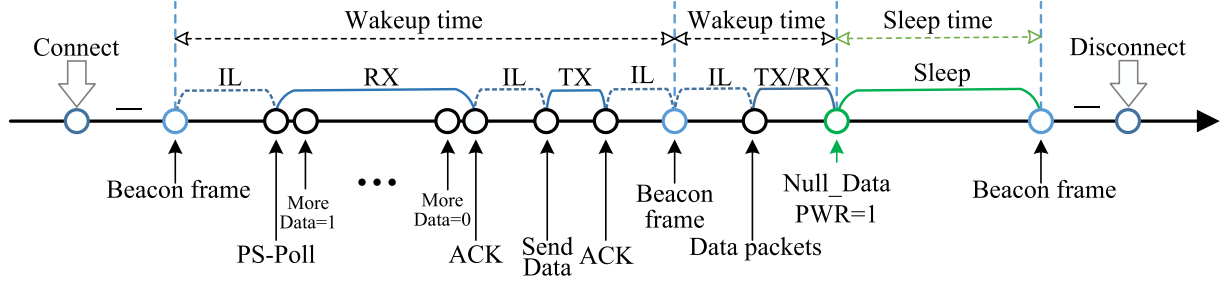 Wakeup time
Wakeup time
Sleep time
Connect
Disconnect
IL
RX
IL
TX
IL
IL
TX/RX
Sleep
Beacon frame
More
Data=1
More
Data=0
Beacon
frame
Null_Data
PWR=1
Beacon frame
PS-Poll
ACK
Send
Data
ACK
Data packets